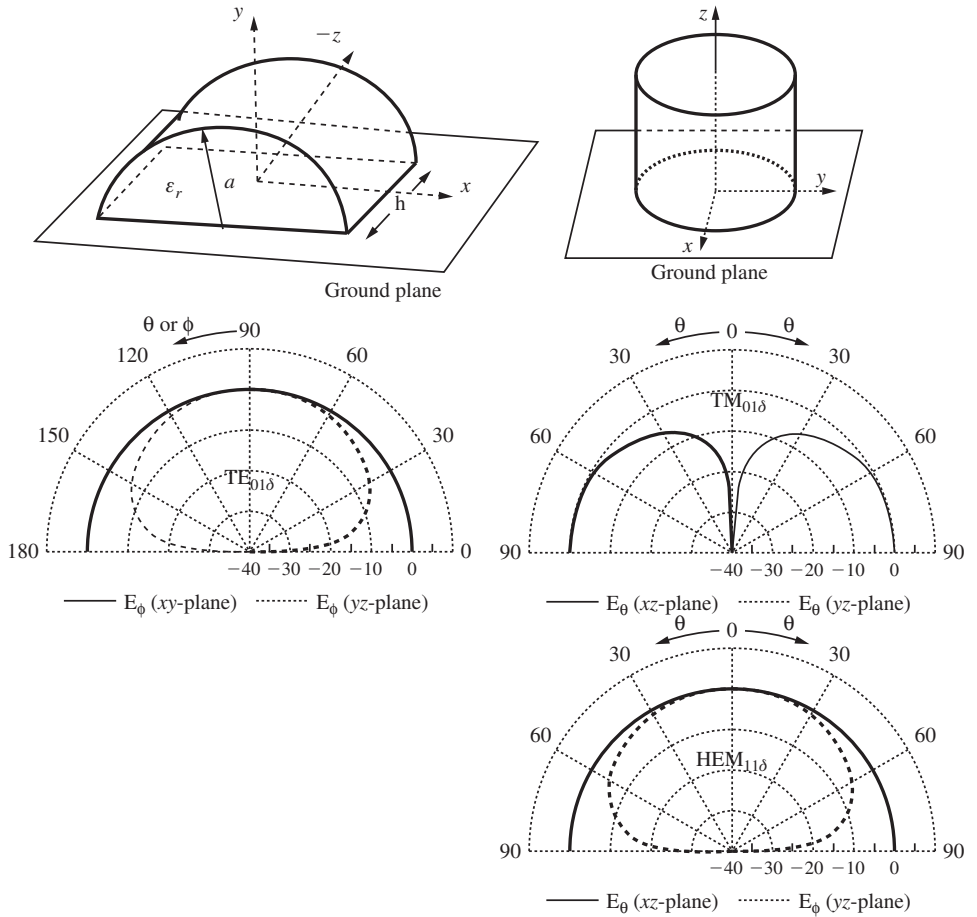 y
−z
ε_r
a
h
x
Ground plane
z
y
x
Ground plane
θ or ϕ
90
120
60
150
30
TE_01δ
180
0
−40 −30 −20 −10 0
E_ϕ (xy-plane) E_ϕ (yz-plane)
θ 0 θ
30 30
TM_01δ
60 60
90 90
−40 −30 −20 −10 0
E_θ (xz-plane) E_θ (yz-plane)
θ 0 θ
30 30
60 60
HEM_11δ
90 90
−40 −30 −20 −10 0
E_θ (xz-plane) E_ϕ (yz-plane)